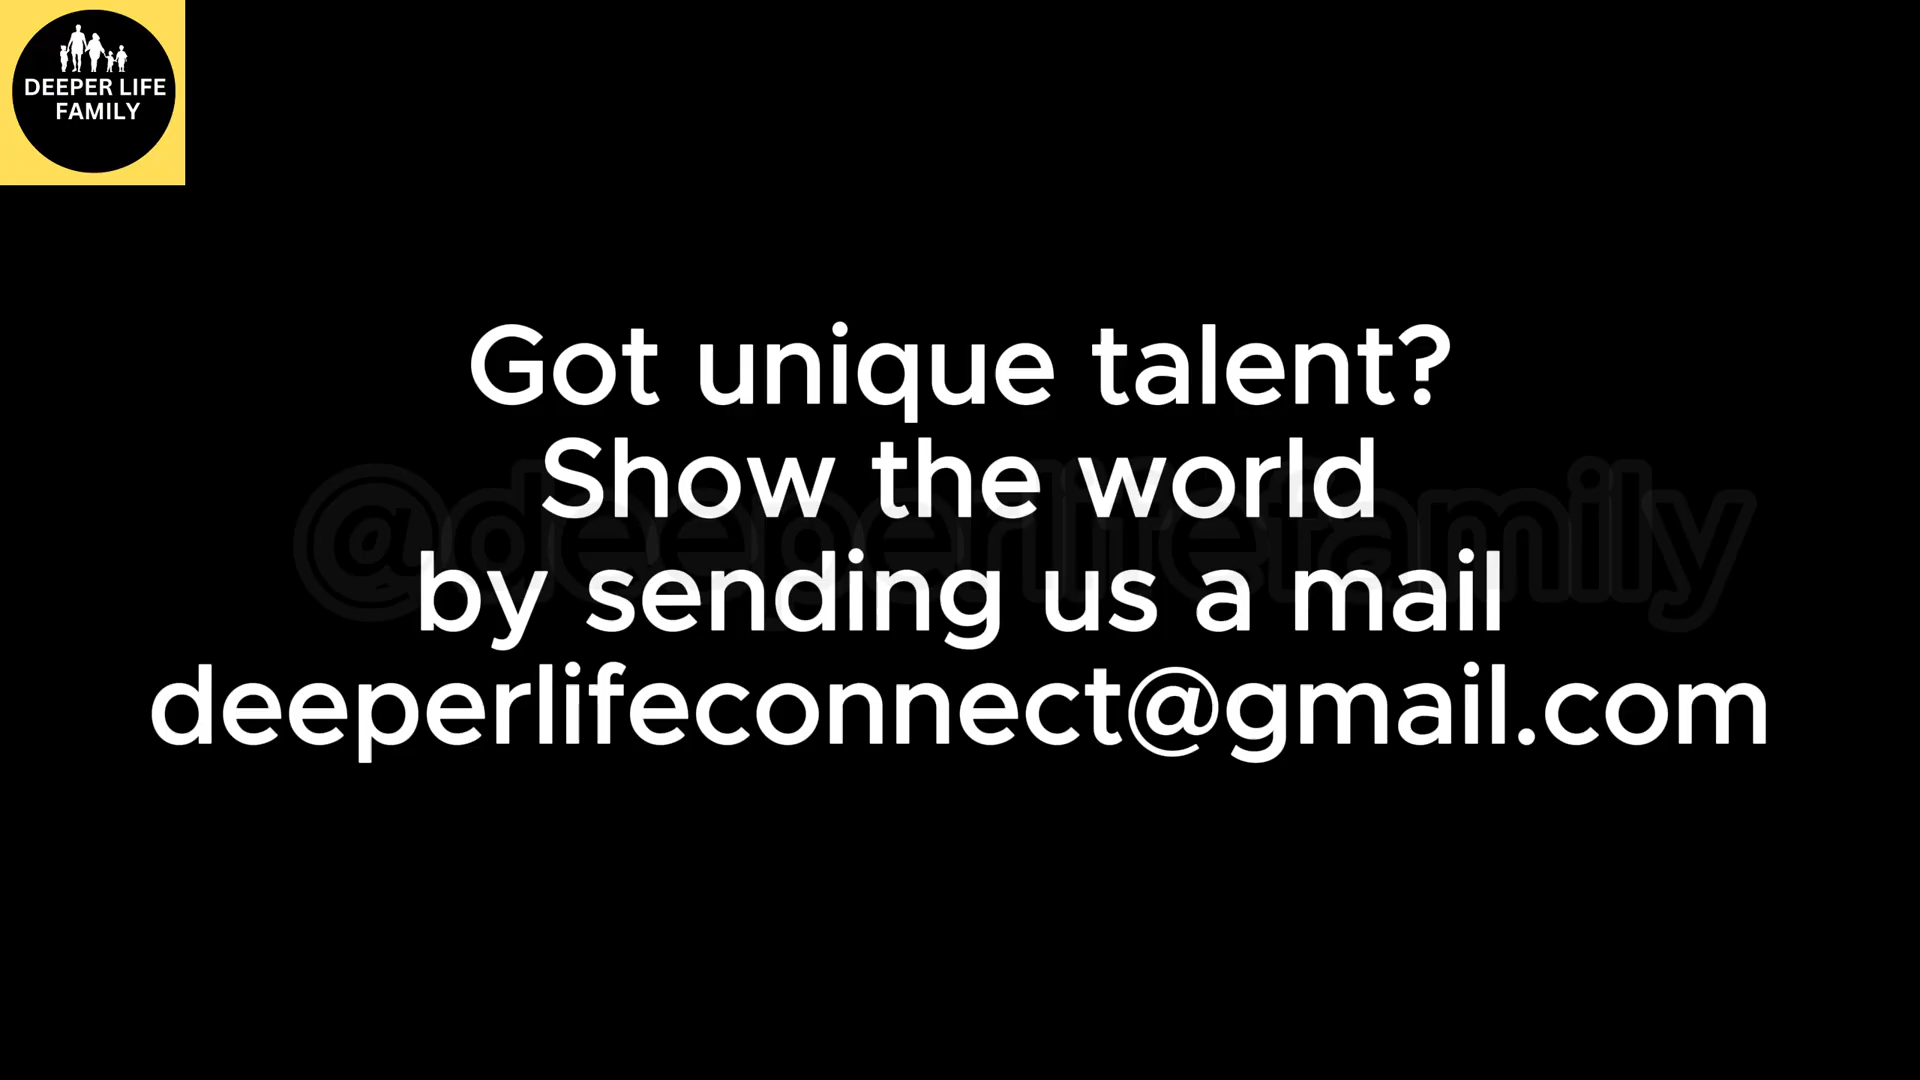 DEEPER LIFE
FAMILY
Got unique talent?
Show the world
@deeperlifefamily
by sending us a mail
deeperlifeconnect@gmail.com